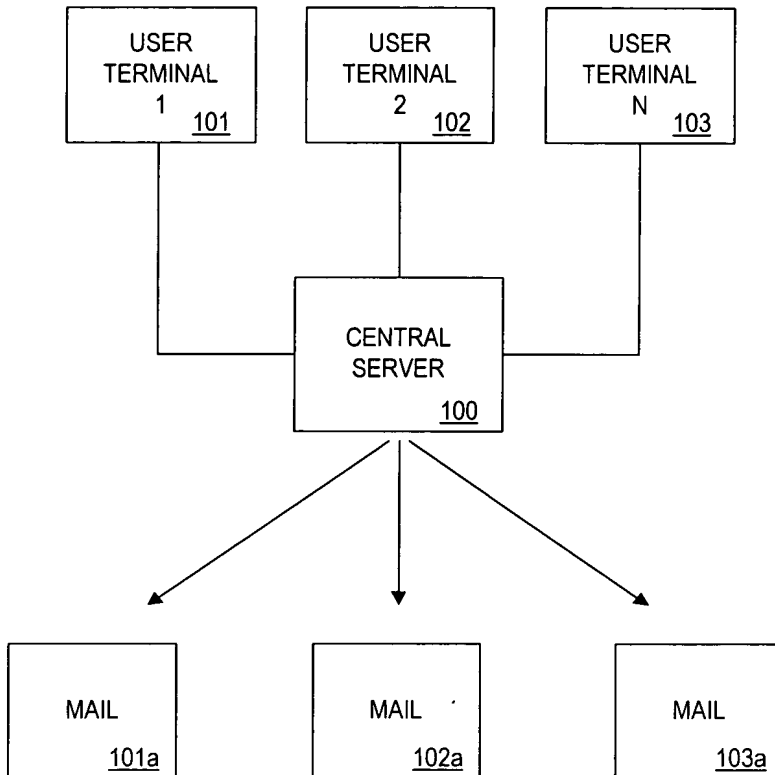 USER
TERMINAL
1
101
USER
TERMINAL
2
102
USER
TERMINAL
N
103
CENTRAL
SERVER
100
MAIL
101a
MAIL
102a
MAIL
103a